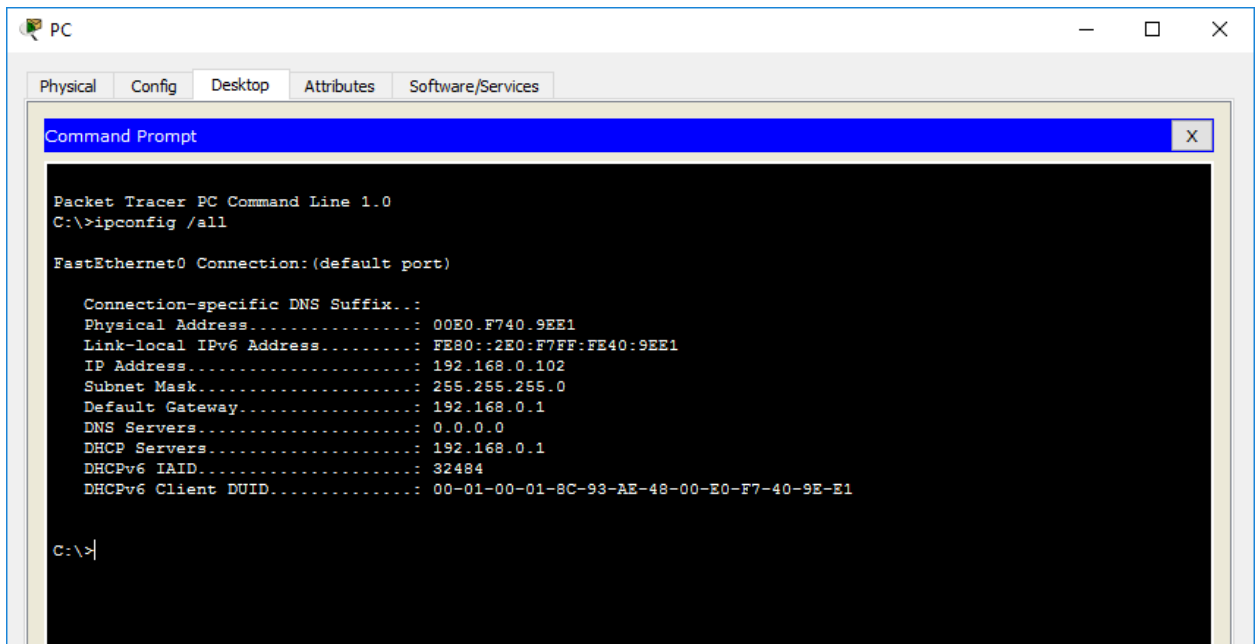 PC
Physical Config Desktop Attributes Software/Services
Command Prompt X
Packet Tracer PC Command Line 1.0
C:\>ipconfig /all
FastEthernet0 Connection:(default port)
Connection-specific DNS Suffix..:
Physical Address................: 00E0.F740.9EE1
Link-local IPv6 Address.........: FE80::2E0:F7FF:FE40:9EE1
IP Address......................: 192.168.0.102
Subnet Mask.....................: 255.255.255.0
Default Gateway.................: 192.168.0.1
DNS Servers.....................: 0.0.0.0
DHCP Servers....................: 192.168.0.1
DHCPv6 IAID.....................: 32484
DHCPv6 Client DUID..............: 00-01-00-01-8C-93-AE-48-00-E0-F7-40-9E-E1
C:\>